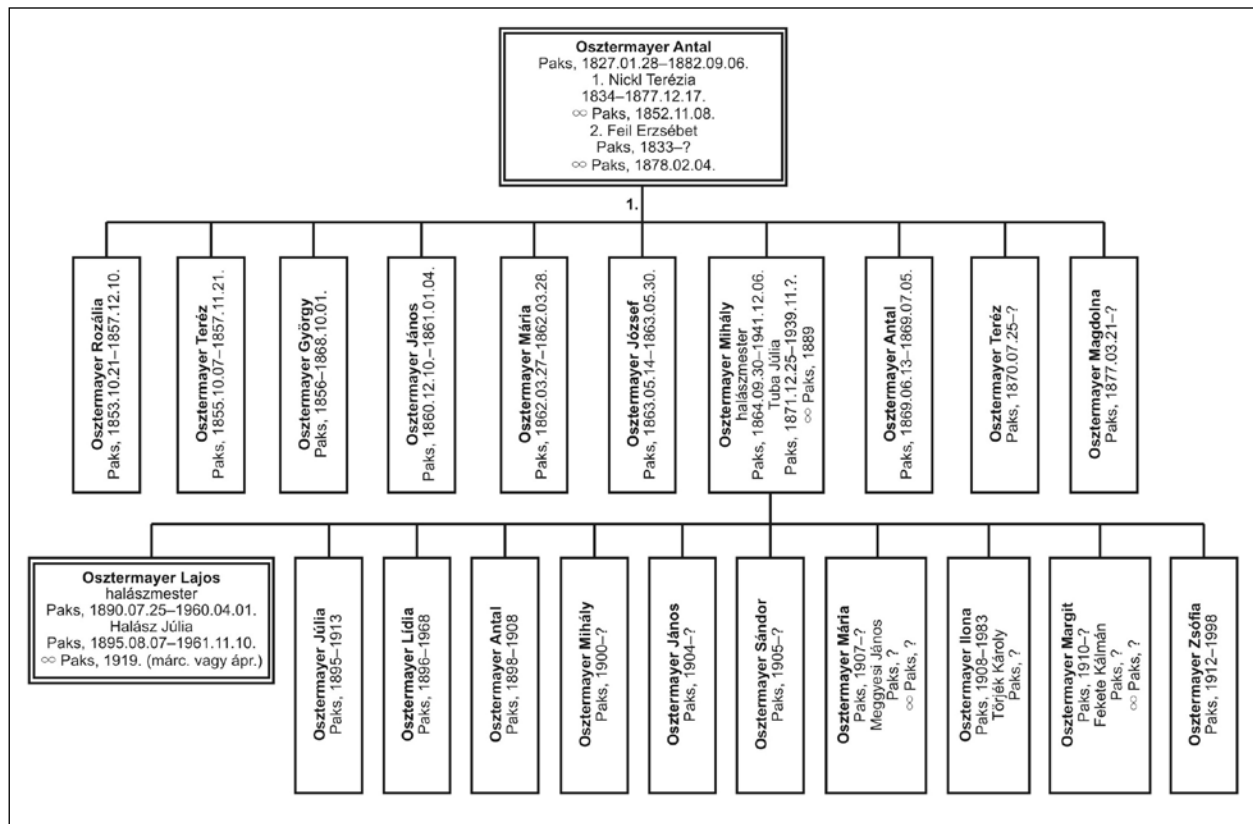 Osztermayer Antal
Paks, 1827.01.28–1882.09.06.
1. Nickl Terézia
1834–1877.12.17.
∞ Paks, 1852.11.08.
2. Feil Erzsébet
Paks, 1833–?
∞ Paks, 1878.02.04.
1.
Osztermayer Rozália
Paks, 1853.10.21–1857.12.10.
Osztermayer Teréz
Paks, 1855.10.07–1857.11.21.
Osztermayer György
Paks, 1856–1868.10.01.
Osztermayer János
Paks, 1860.12.10.–1861.01.04.
Osztermayer Mária
Paks, 1862.03.27–1862.03.28.
Osztermayer József
Paks, 1863.05.14–1863.05.30.
Osztermayer Mihály
halászmester
Paks, 1864.09.30–1941.12.06.
Tuba Júlia
Paks, 1871.12.25–1939.11.?.
∞ Paks, 1889
Osztermayer Antal
Paks, 1869.06.13–1869.07.05.
Osztermayer Teréz
Paks, 1870.07.25–?
Osztermayer Magdolna
Paks, 1877.03.21–?
Osztermayer Lajos
halászmester
Paks, 1890.07.25–1960.04.01.
Halász Júlia
Paks, 1895.08.07–1961.11.10.
∞ Paks, 1919. (márc. vagy ápr.)
Osztermayer Júlia
Paks, 1895–1913
Osztermayer Lídia
Paks, 1896–1968
Osztermayer Antal
Paks, 1898–1908
Osztermayer Mihály
Paks, 1900–?
Osztermayer János
Paks, 1904–?
Osztermayer Sándor
Paks, 1905–?
Osztermayer Mária
Paks, 1907–?
Meggyesi János
Paks, ?
∞ Paks, ?
Osztermayer Ilona
Paks, 1908–1983
Törjék Károly
Paks, ?
Osztermayer Margit
Paks, 1910–?
Fekete Kálmán
Paks, ?
∞ Paks, ?
Osztermayer Zsófia
Paks, 1912–1998